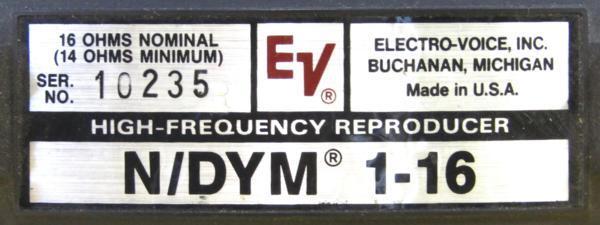 16 OHMS NOMINAL
(14 OHMS MINIMUM)
SER. NO. 10235
EV®
ELECTRO-VOICE, INC.
BUCHANAN, MICHIGAN
Made in U.S.A.
HIGH-FREQUENCY REPRODUCER
N/DYM® 1-16